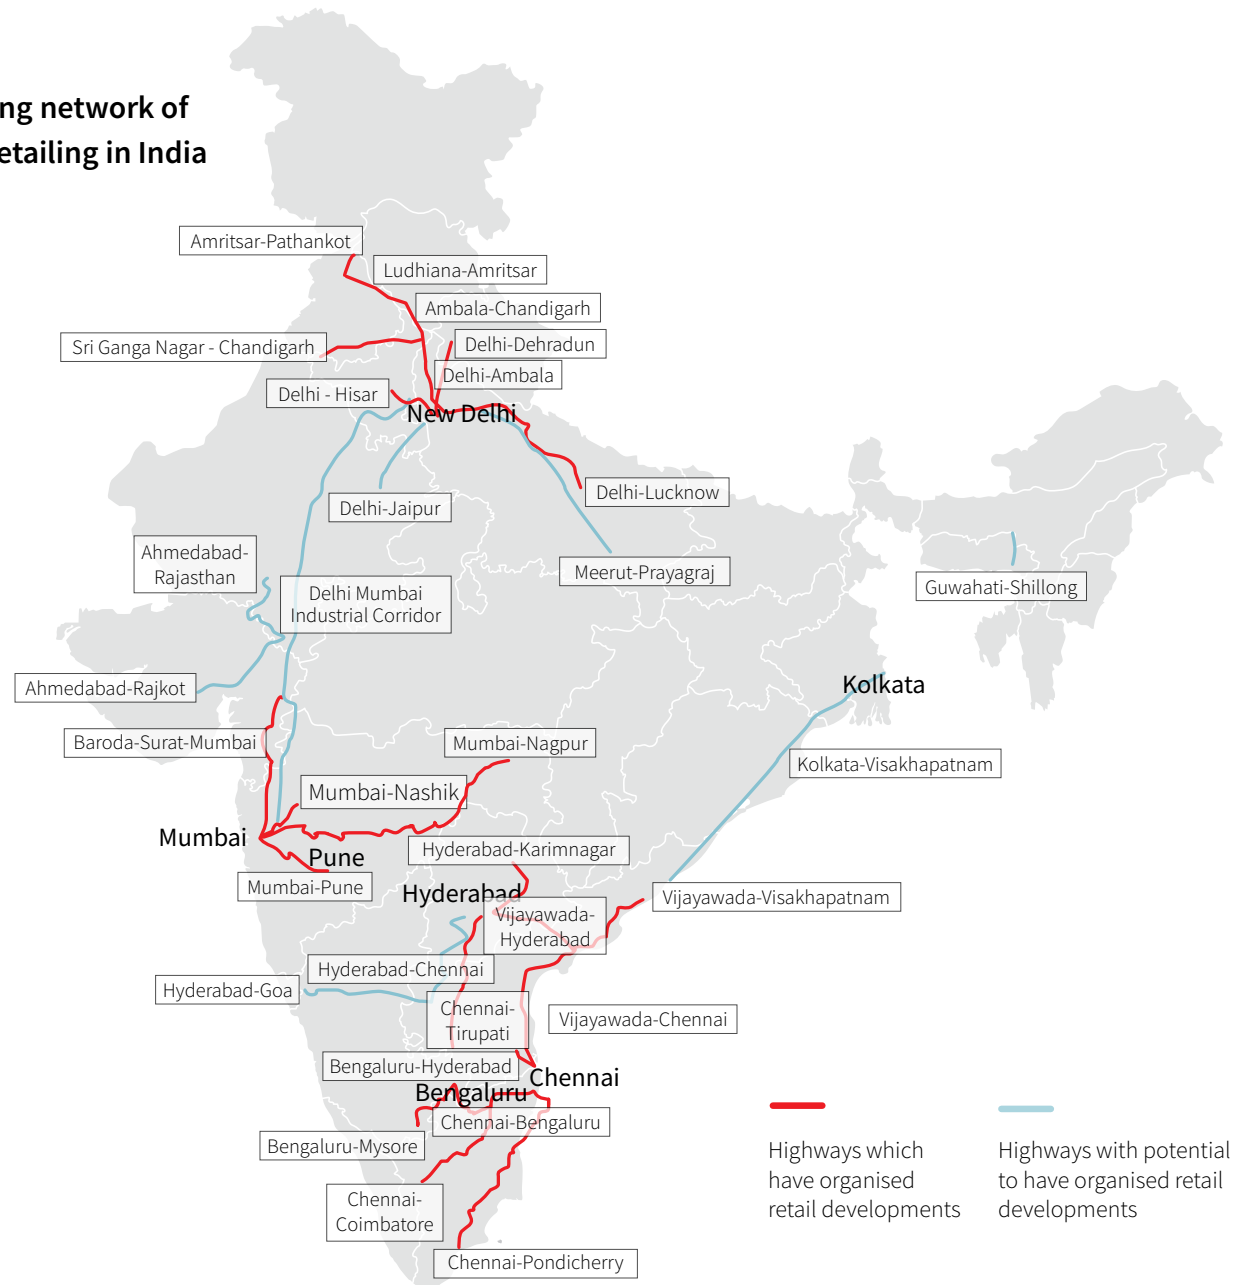 ng network of
etailing in India
Amritsar-Pathankot
Ludhiana-Amritsar
Ambala-Chandigarh
Sri Ganga Nagar - Chandigarh
Delhi-Dehradun
Delhi-Ambala
Delhi - Hisar
New Delhi
Delhi-Lucknow
Delhi-Jaipur
Ahmedabad-
Rajasthan
Meerut-Prayagraj
Guwahati-Shillong
Delhi Mumbai
Industrial Corridor
Ahmedabad-Rajkot
Kolkata
Baroda-Surat-Mumbai
Mumbai-Nagpur
Kolkata-Visakhapatnam
Mumbai-Nashik
Mumbai
Pune
Hyderabad-Karimnagar
Mumbai-Pune
Hyderabad
Vijayawada-Visakhapatnam
Vijayawada-
Hyderabad
Hyderabad-Chennai
Hyderabad-Goa
Chennai-
Tirupati
Vijayawada-Chennai
Bengaluru-Hyderabad
Chennai
Bengaluru
Chennai-Bengaluru
Bengaluru-Mysore
Chennai-
Coimbatore
Chennai-Pondicherry
Highways which
have organised
retail developments
Highways with potential
to have organised retail
developments